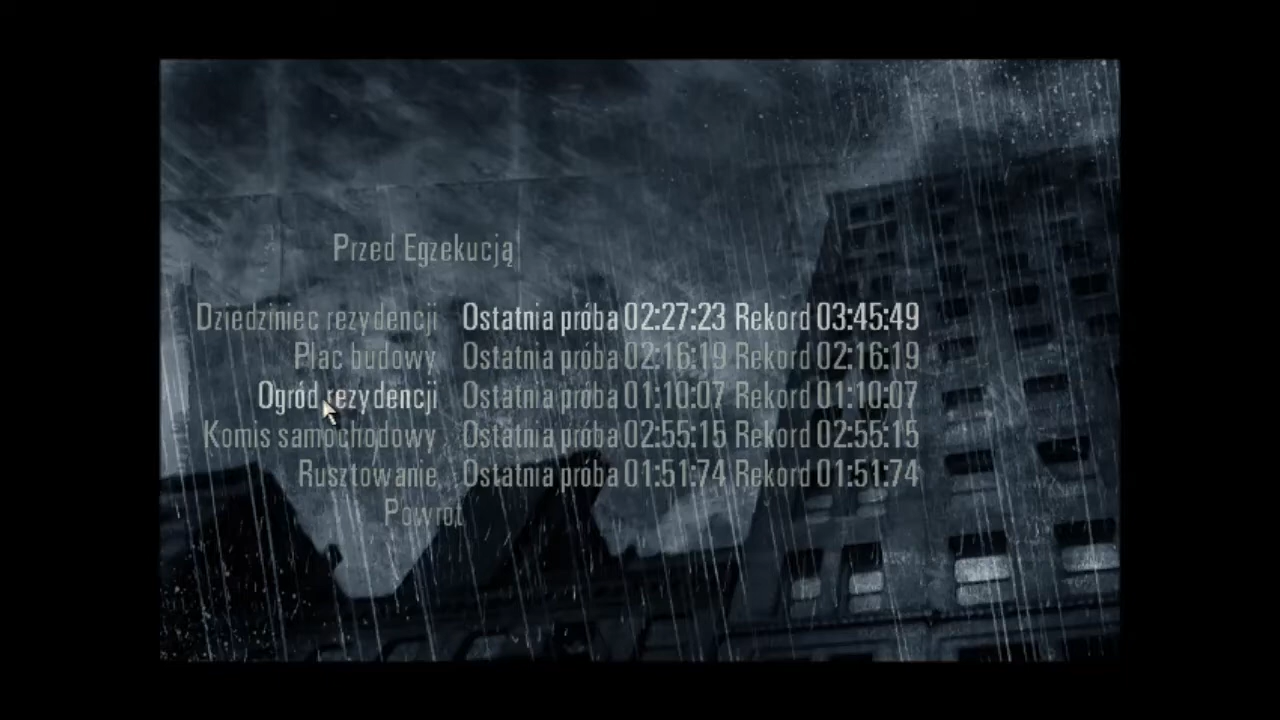 Przed Egzekucją
Dziedziniec rezydencji Ostatnia próba 02:27:23 Rekord 03:45:49
Plac budowy Ostatnia próba 02:16:19 Rekord 02:16:19
Ogród rezydencji Ostatnia próba 01:10:07 Rekord 01:10:07
Komis samochodowy Ostatnia próba 02:55:15 Rekord 02:55:15
Rusztowanie Ostatnia próba 01:51:74 Rekord 01:51:74
Powrot